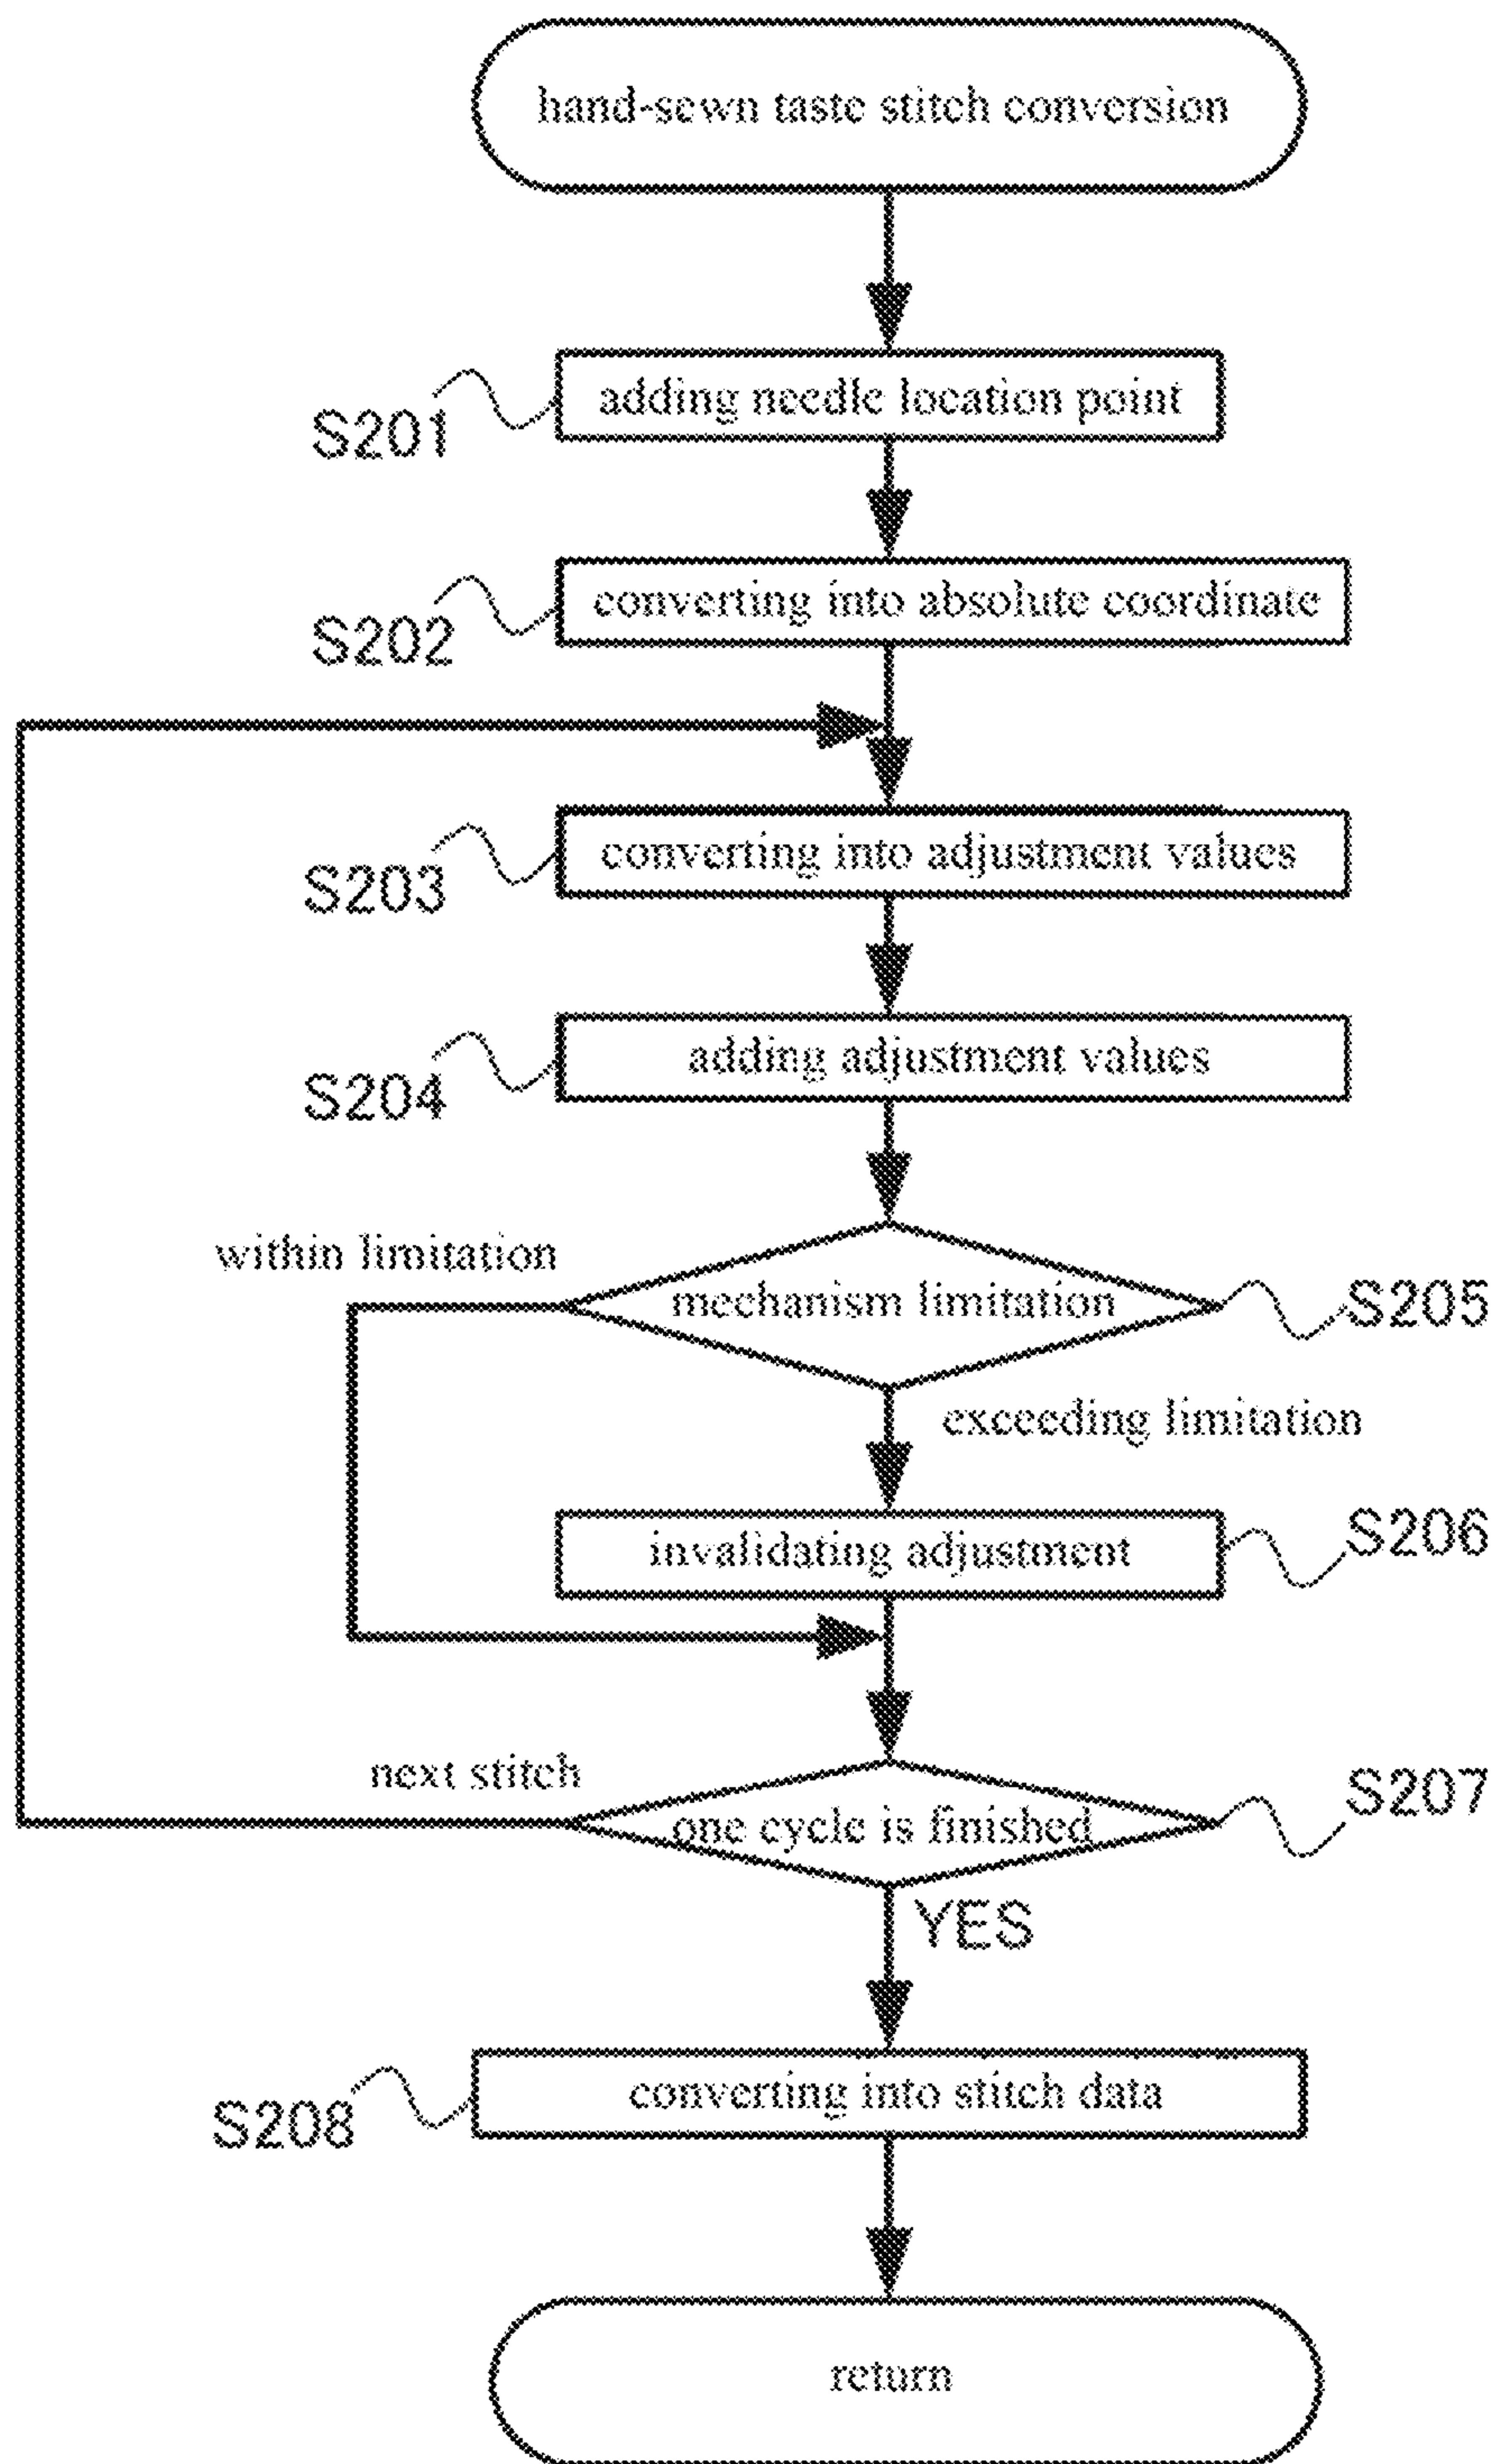 hand-sewn taste stitch conversion
adding needle location point
S201
converting into absolute coordinate
S202
converting into adjustment values
S203
adding adjustment values
S204
within limitation
mechanism limitation
S205
exceeding limitation
invalidating adjustment
S206
next stitch
one cycle is finished
S207
YES
converting into stitch data
S208
return